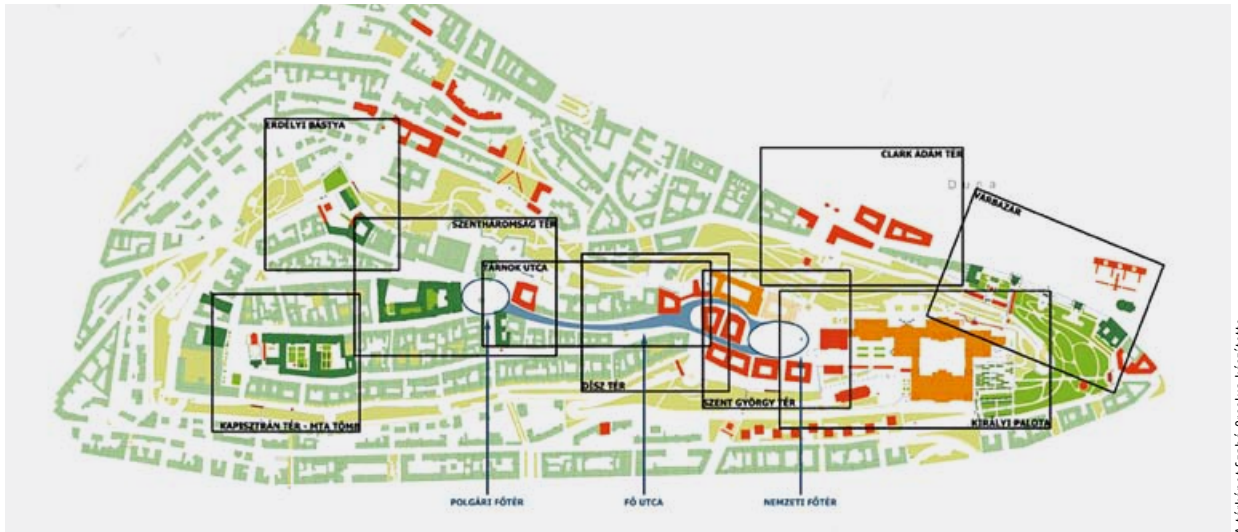 ERDÉLYI BÁSTYA
CLARK ÁDÁM TÉR
Duna
VÁRBAZÁR
SZENTHÁROMSÁG TÉR
TÁRNOK UTCA
DÍSZ TÉR
SZENT GYÖRGY TÉR
KAPISZTRÁN TÉR - MTA TÖMB
KIRÁLYI PALOTA
POLGÁRI FŐTÉR
FŐ UTCA
NEMZETI FŐTÉR